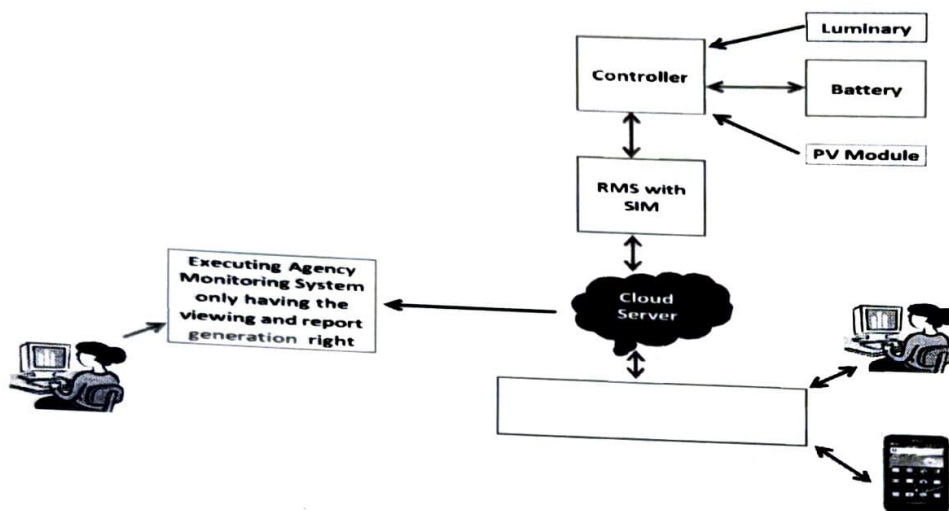 Luminary
Controller
Battery
PV Module
RMS with
SIM
Executing Agency
Monitoring System
only having the
viewing and report
generation right
Cloud
Server